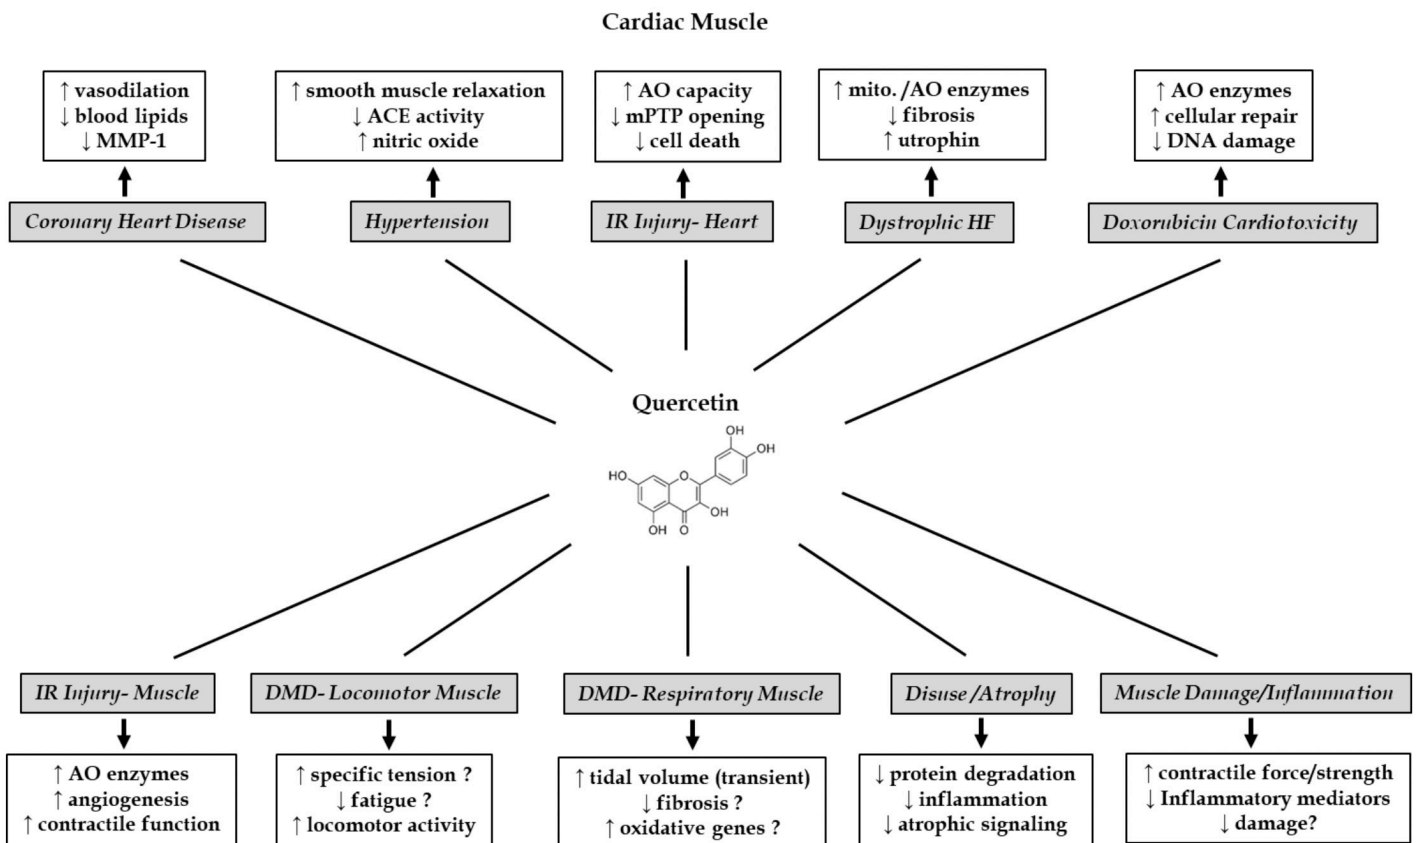 Cardiac Muscle
↑ vasodilation
↓ blood lipids
↓ MMP-1
↑ smooth muscle relaxation
↓ ACE activity
↑ nitric oxide
↑ AO capacity
↓ mPTP opening
↓ cell death
↑ mito./AO enzymes
↓ fibrosis
↑ utrophin
↑ AO enzymes
↑ cellular repair
↓ DNA damage
Coronary Heart Disease
Hypertension
IR Injury- Heart
Dystrophic HF
Doxorubicin Cardiotoxicity
Quercetin
OH
OH
HO
O
OH
OH
O
IR Injury- Muscle
DMD- Locomotor Muscle
DMD- Respiratory Muscle
Disuse/Atrophy
Muscle Damage/Inflammation
↑ AO enzymes
↑ angiogenesis
↑ contractile function
↑ specific tension ?
↓ fatigue ?
↑ locomotor activity
↑ tidal volume (transient)
↓ fibrosis ?
↑ oxidative genes ?
↓ protein degradation
↓ inflammation
↓ atrophic signaling
↑ contractile force/strength
↓ Inflammatory mediators
↓ damage?